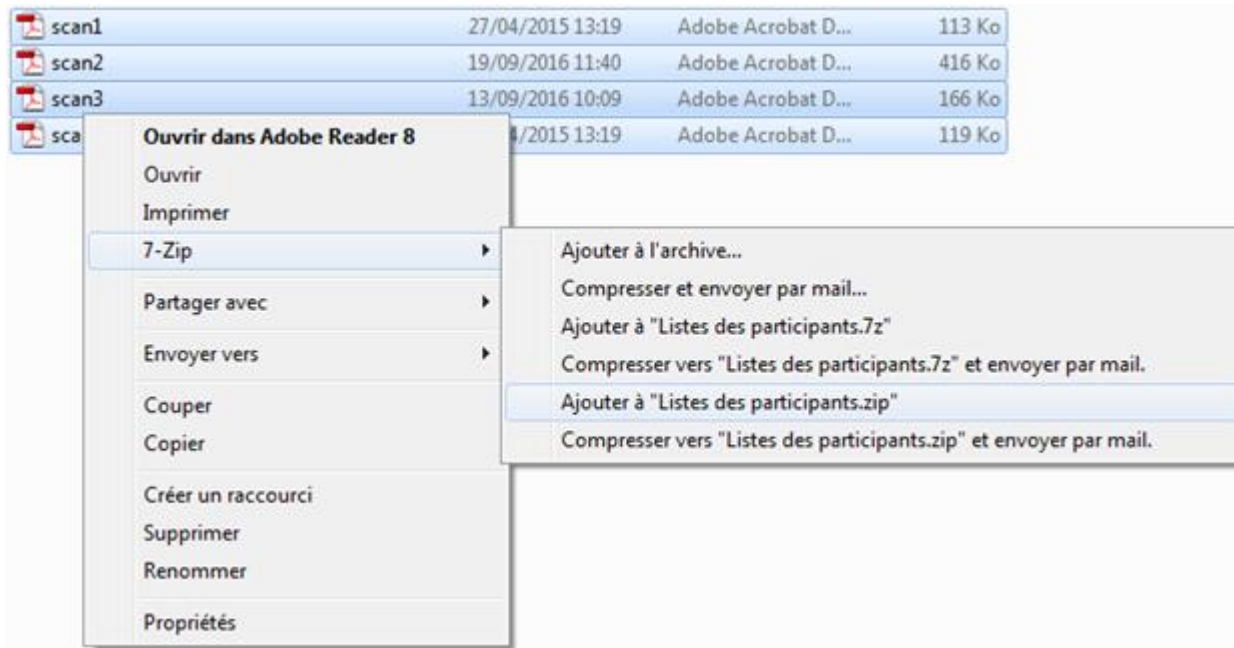 scan1 27/04/2015 13:19 Adobe Acrobat D... 113 Ko
scan2 19/09/2016 11:40 Adobe Acrobat D... 416 Ko
scan3 13/09/2016 10:09 Adobe Acrobat D... 166 Ko
sca 4/2015 13:19 Adobe Acrobat D... 119 Ko
Ouvrir dans Adobe Reader 8
Ouvrir
Imprimer
7-Zip
Partager avec
Envoyer vers
Couper
Copier
Créer un raccourci
Supprimer
Renommer
Propriétés
Ajouter à l'archive...
Compresser et envoyer par mail...
Ajouter à "Listes des participants.7z"
Compresser vers "Listes des participants.7z" et envoyer par mail.
Ajouter à "Listes des participants.zip"
Compresser vers "Listes des participants.zip" et envoyer par mail.